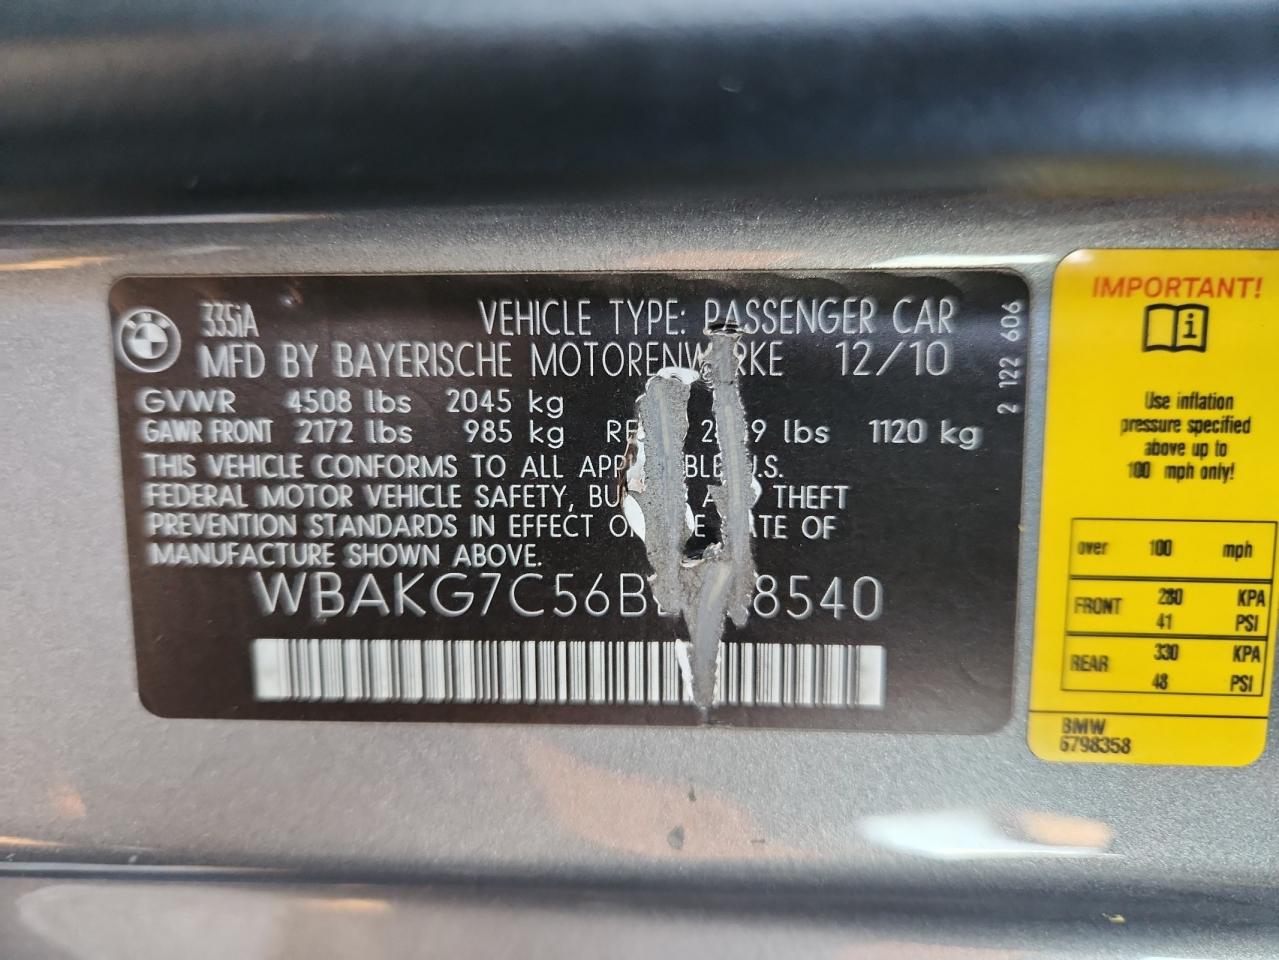 BMW
335iA VEHICLE TYPE: PASSENGER CAR
MFD BY BAYERISCHE 12/10
GVWR 4508 lbs 2045 kg
GAWR FRONT 2172 lbs 985 kg lbs 1120 kg
THIS VEHICLE CONFORMS TO ALL U.S.
FEDERAL MOTOR VEHICLE SAFETY, THEFT
PREVENTION STANDARDS IN EFFECT OF
MANUFACTURE SHOWN ABOVE.
2 122 606
IMPORTANT!
i
Use inflation
pressure specified
above up to
100 mph only!
over 100 mph
FRONT 280 KPA
41 PSI
REAR 330 KPA
48 PSI
BMW
6798358